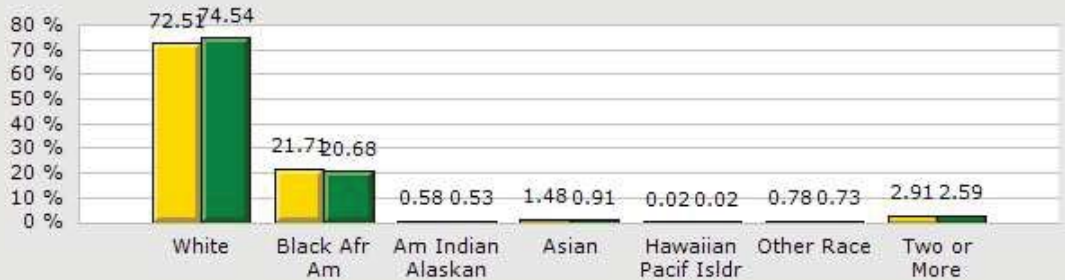 80 %
70 %
60 %
50 %
40 %
30 %
20 %
10 %
0 %
72.51 74.54
21.71 20.68
0.58 0.53
1.48 0.91
0.02 0.02
0.78 0.73
2.91 2.59
White
Black Afr
Am
Am Indian
Alaskan
Asian
Hawaiian
Pacif Isldr
Other Race
Two or
More